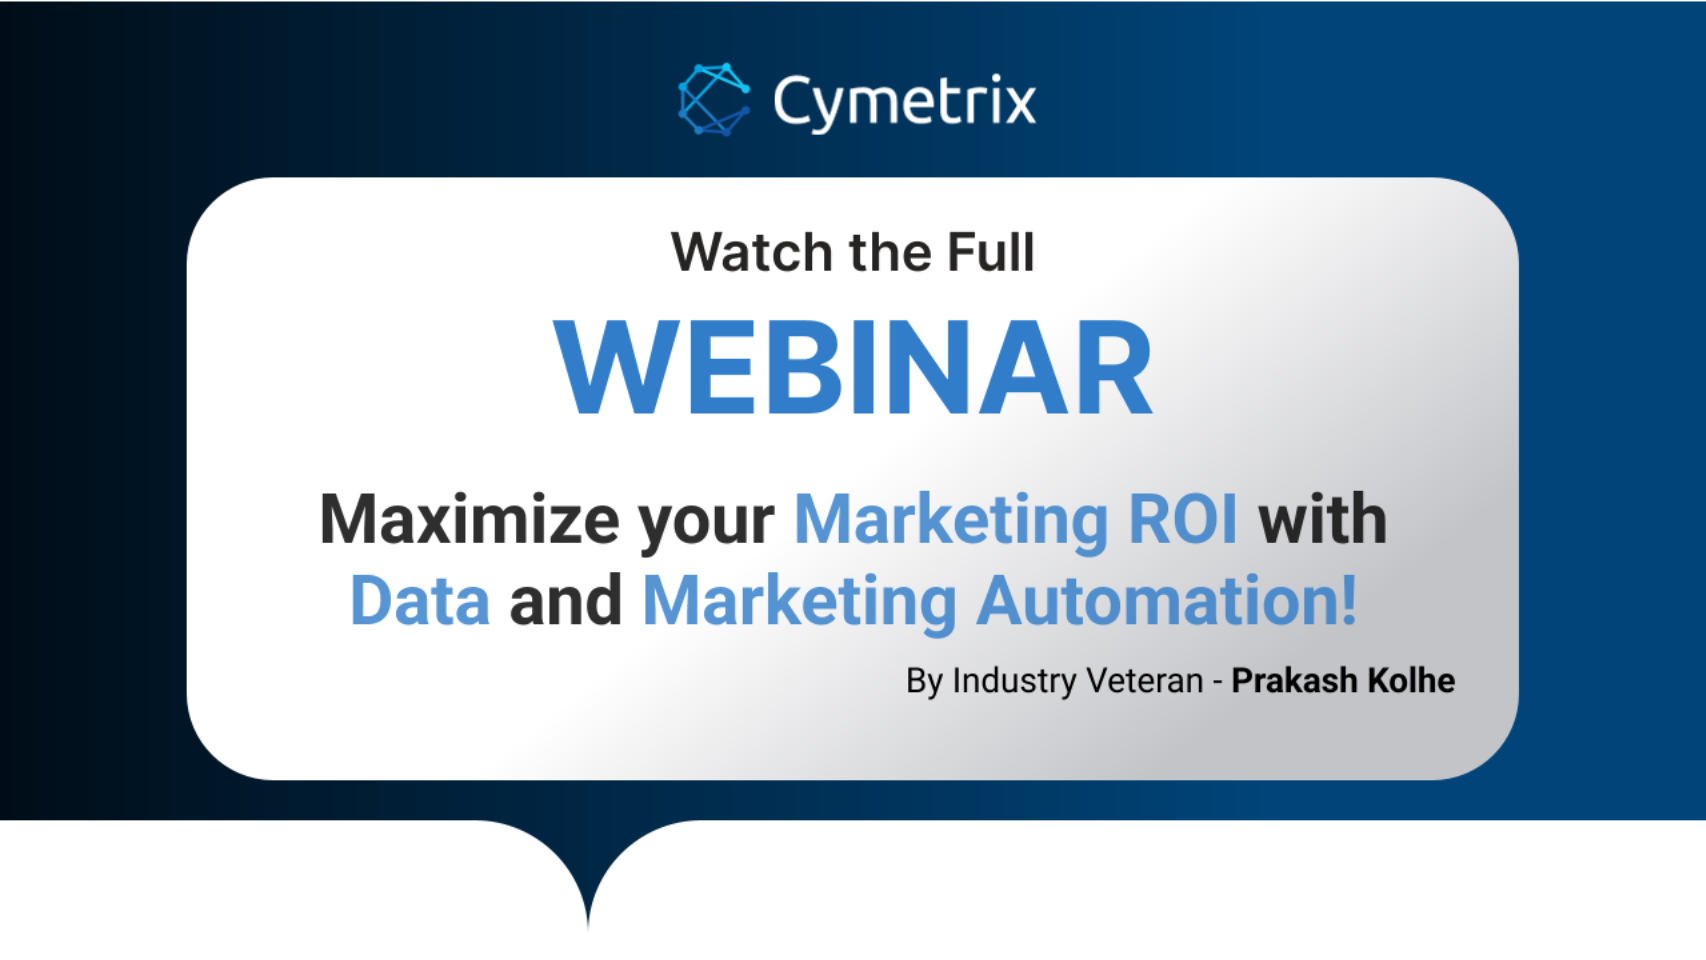 Cymetrix
Watch the Full
WEBINAR
Maximize your Marketing ROI with
Data and Marketing Automation!
By Industry Veteran - Prakash Kolhe